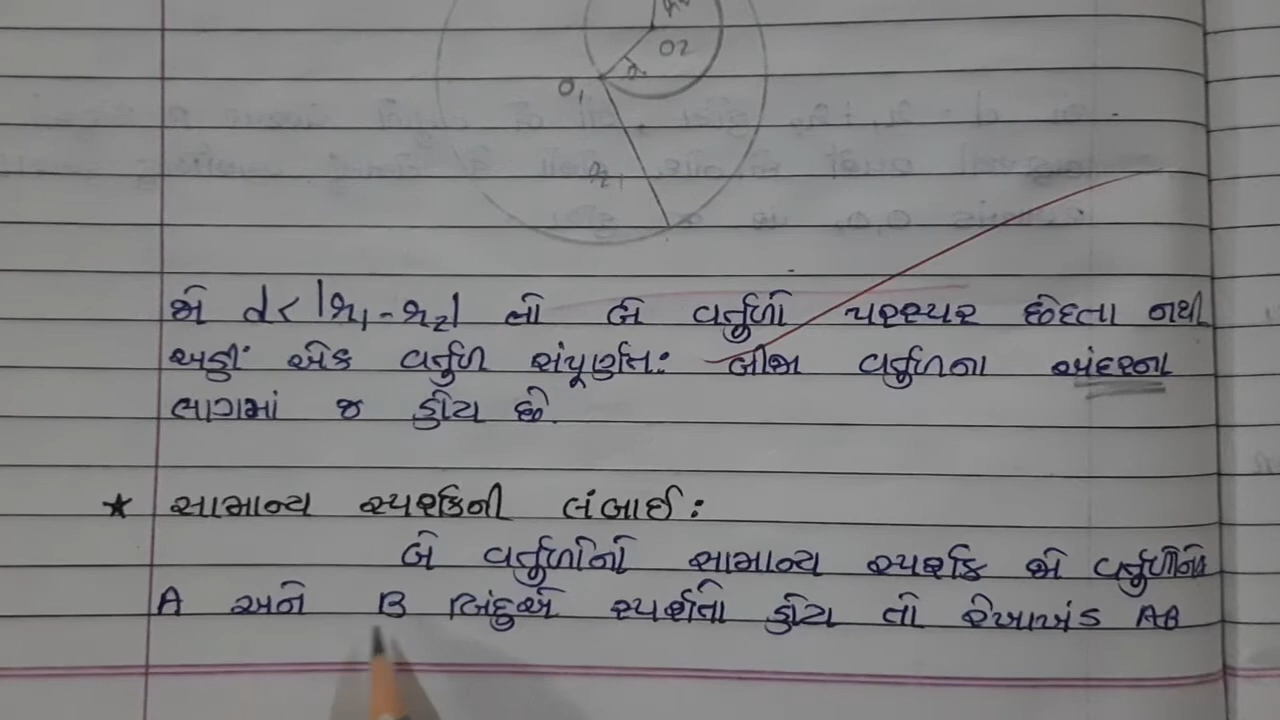 r₂
O2
d
O₁
r₁
જો d < |r₁ - r₂| તો બે વર્તુળો પરસ્પર છેદતા નથી
અહીં એક વર્તુળ સંપૂર્ણતઃ બીજા વર્તુળના અંદરના
ભાગમાં જ હોય છે.
★ સામાન્ય સ્પર્શકની લંબાઈ :
બે વર્તુળોનો સામાન્ય સ્પર્શક જો વર્તુળોને
A અને B બિંદુએ સ્પર્શતો હોય તો રેખાખંડ AB